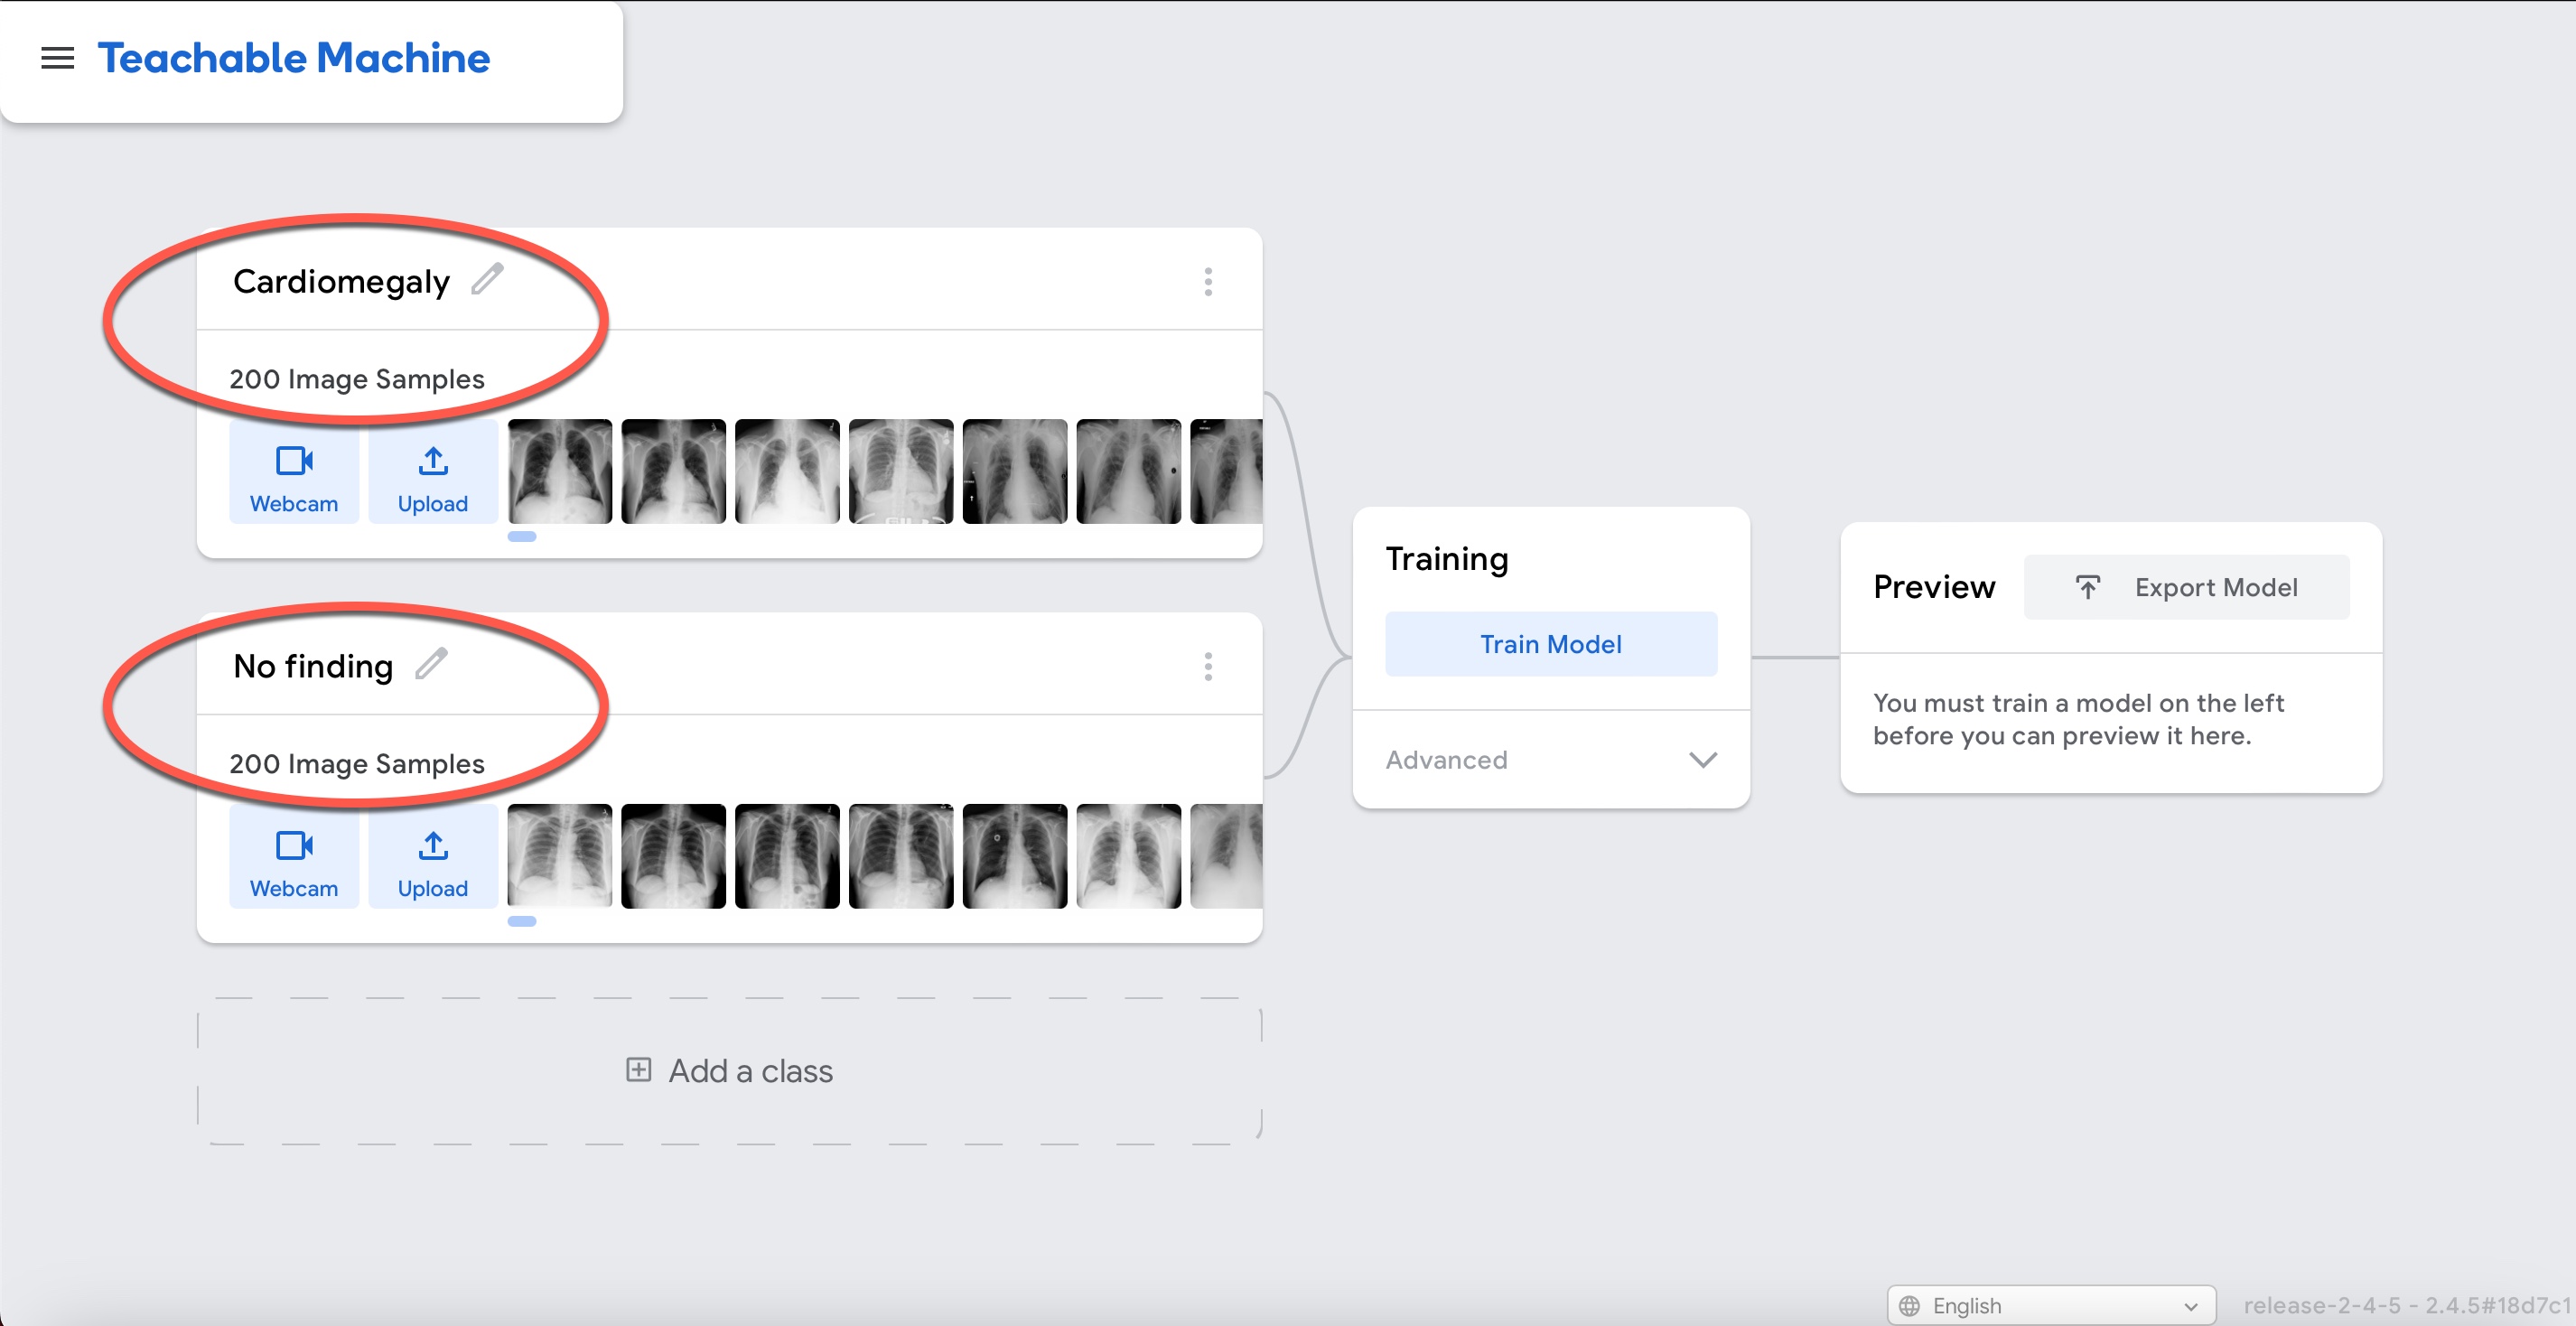 Teachable Machine
Cardiomegaly
200 Image Samples
Webcam
Upload
No finding
200 Image Samples
Webcam
Upload
Add a class
Training
Train Model
Advanced
Preview
Export Model
You must train a model on the left
before you can preview it here.
English
release-2-4-5 - 2.4.5#18d7c1